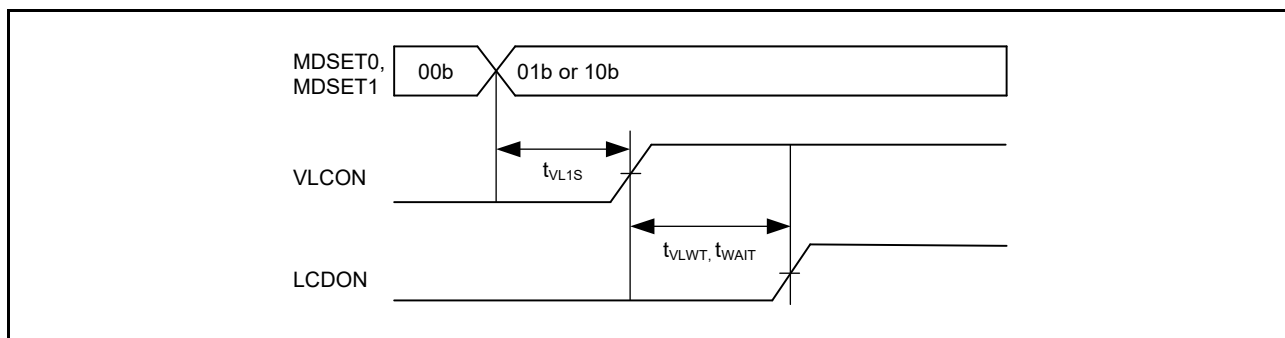 MDSET0,
MDSET1
00b
01b or 10b
tVL1S
VLCON
tVLWT, tWAIT
LCDON